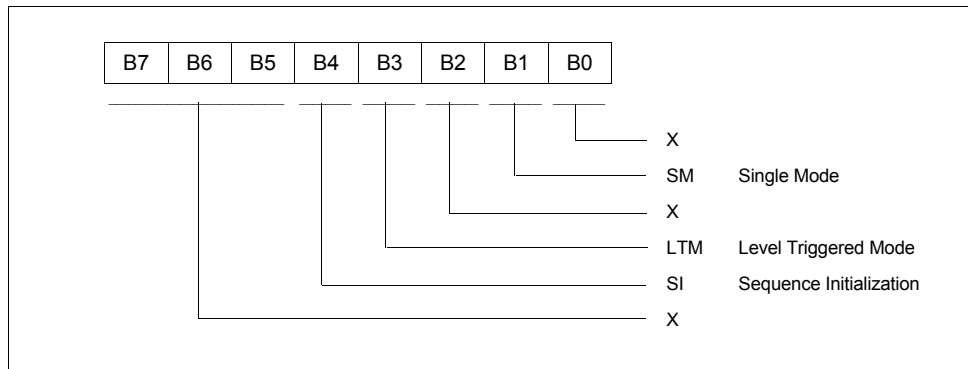 B7 B6 B5 B4 B3 B2 B1 B0
X
SM Single Mode
X
LTM Level Triggered Mode
SI Sequence Initialization
X